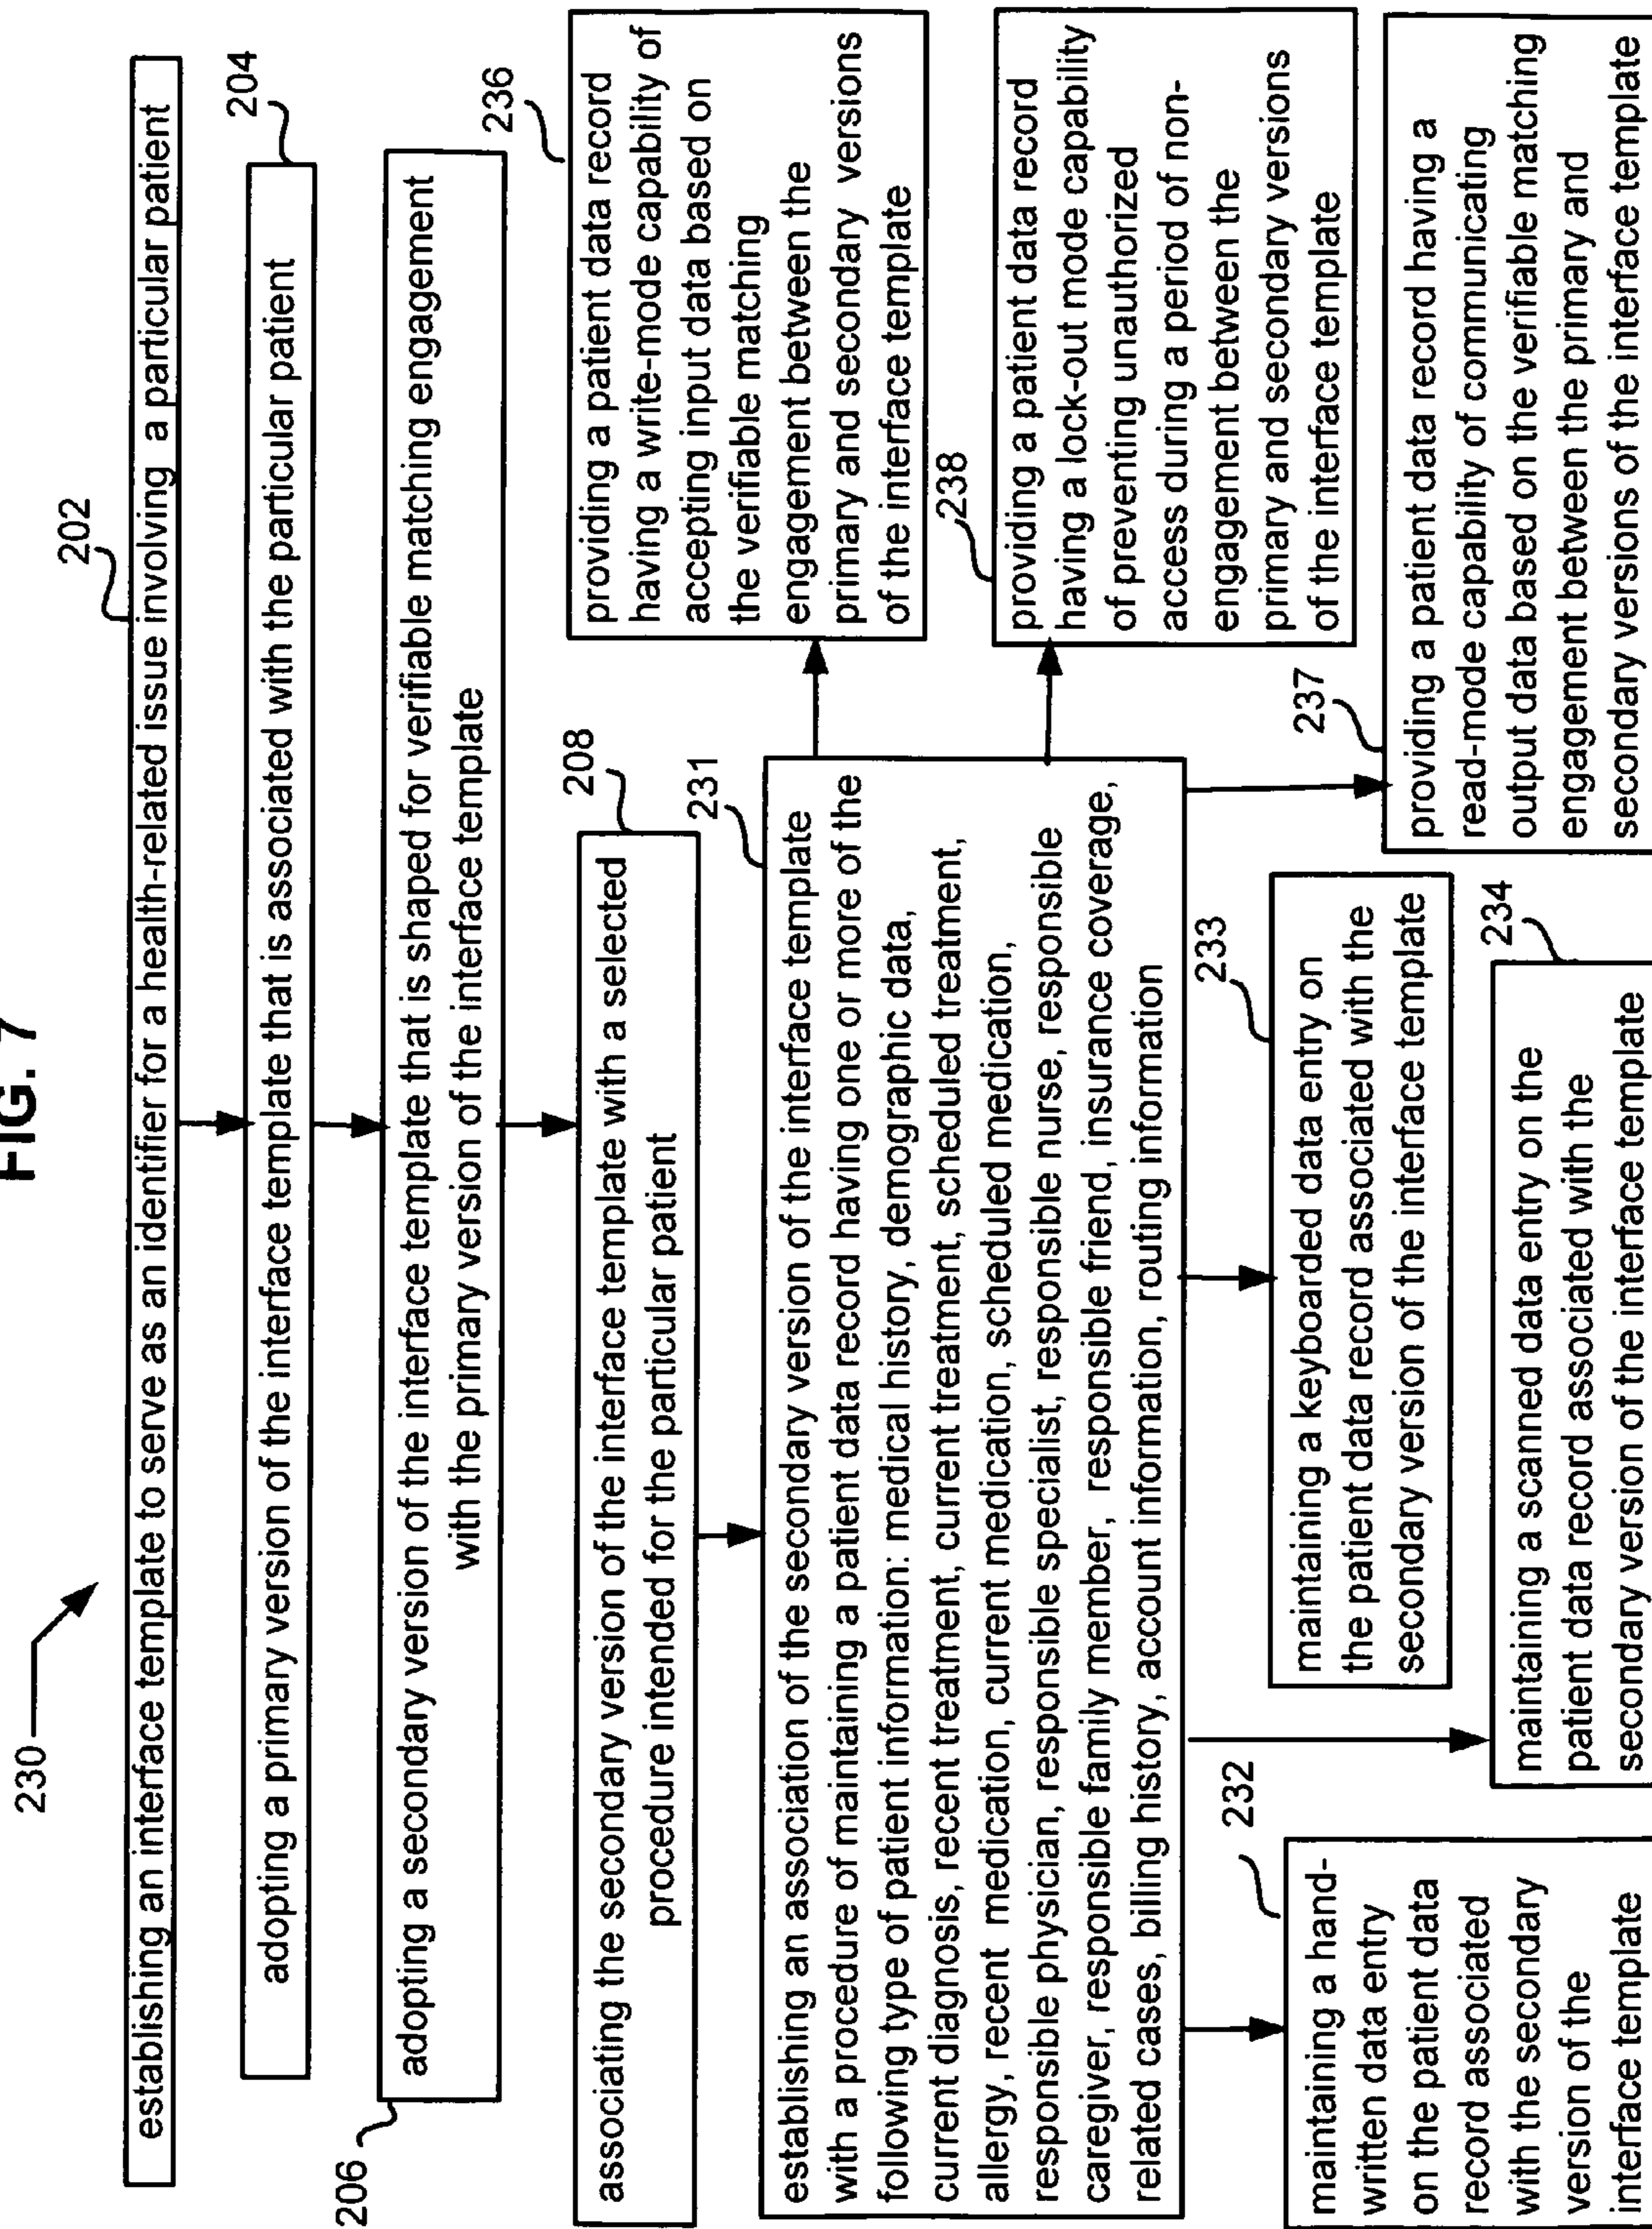 FIG. 7
230
202
establishing an interface template to serve as an identifier for a health-related issue involving a particular patient
204
adopting a primary version of the interface template that is associated with the particular patient
206
adopting a secondary version of the interface template that is shaped for verifiable matching engagement
with the primary version of the interface template
208
associating the secondary version of the interface template with a selected
procedure intended for the particular patient
236
providing a patient data record
having a write-mode capability of
accepting input data based on
the verifiable matching
engagement between the
primary and secondary versions
of the interface template
231
establishing an association of the secondary version of the interface template
with a procedure of maintaining a patient data record having one or more of the
following type of patient information: medical history, demographic data,
current diagnosis, recent treatment, current treatment, scheduled treatment,
allergy, recent medication, current medication, scheduled medication,
responsible physician, responsible specialist, responsible nurse, responsible
caregiver, responsible family member, responsible friend, insurance coverage,
related cases, billing history, account information, routing information
238
providing a patient data record
having a lock-out mode capability
of preventing unauthorized
access during a period of non-
engagement between the
primary and secondary versions
of the interface template
232
maintaining a hand-
written data entry
on the patient data
record associated
with the secondary
version of the
interface template
233
maintaining a keyboarded data entry on
the patient data record associated with the
secondary version of the interface template
234
maintaining a scanned data entry on the
patient data record associated with the
secondary version of the interface template
237
providing a patient data record having a
read-mode capability of communicating
output data based on the verifiable matching
engagement between the primary and
secondary versions of the interface template